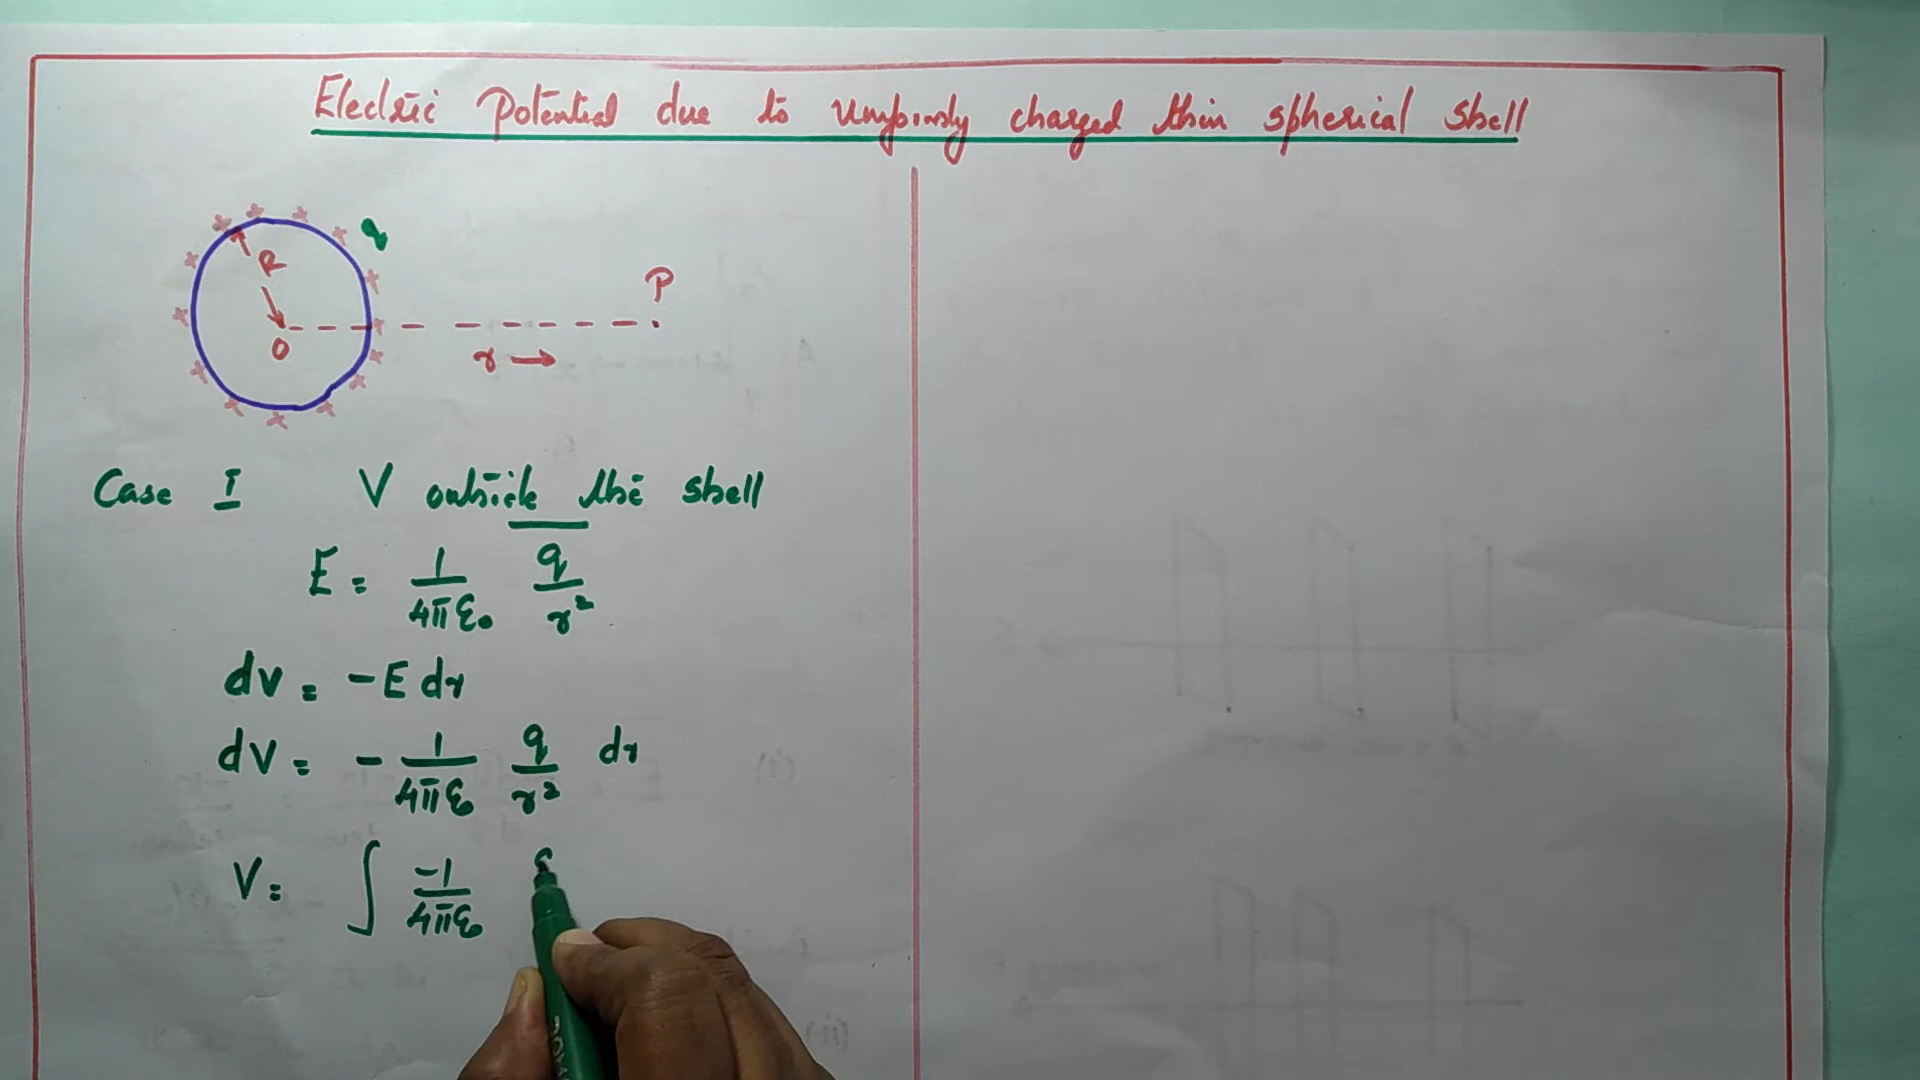 Electric Potential due to Uniformly charged thin spherical shell
q
R
P
O
r →
Case I V outside the shell
E = 1/4πε₀ q/r²
dv = -E dr
dV = - 1/4πε₀ q/r² dr
V = ∫ -1/4πε₀